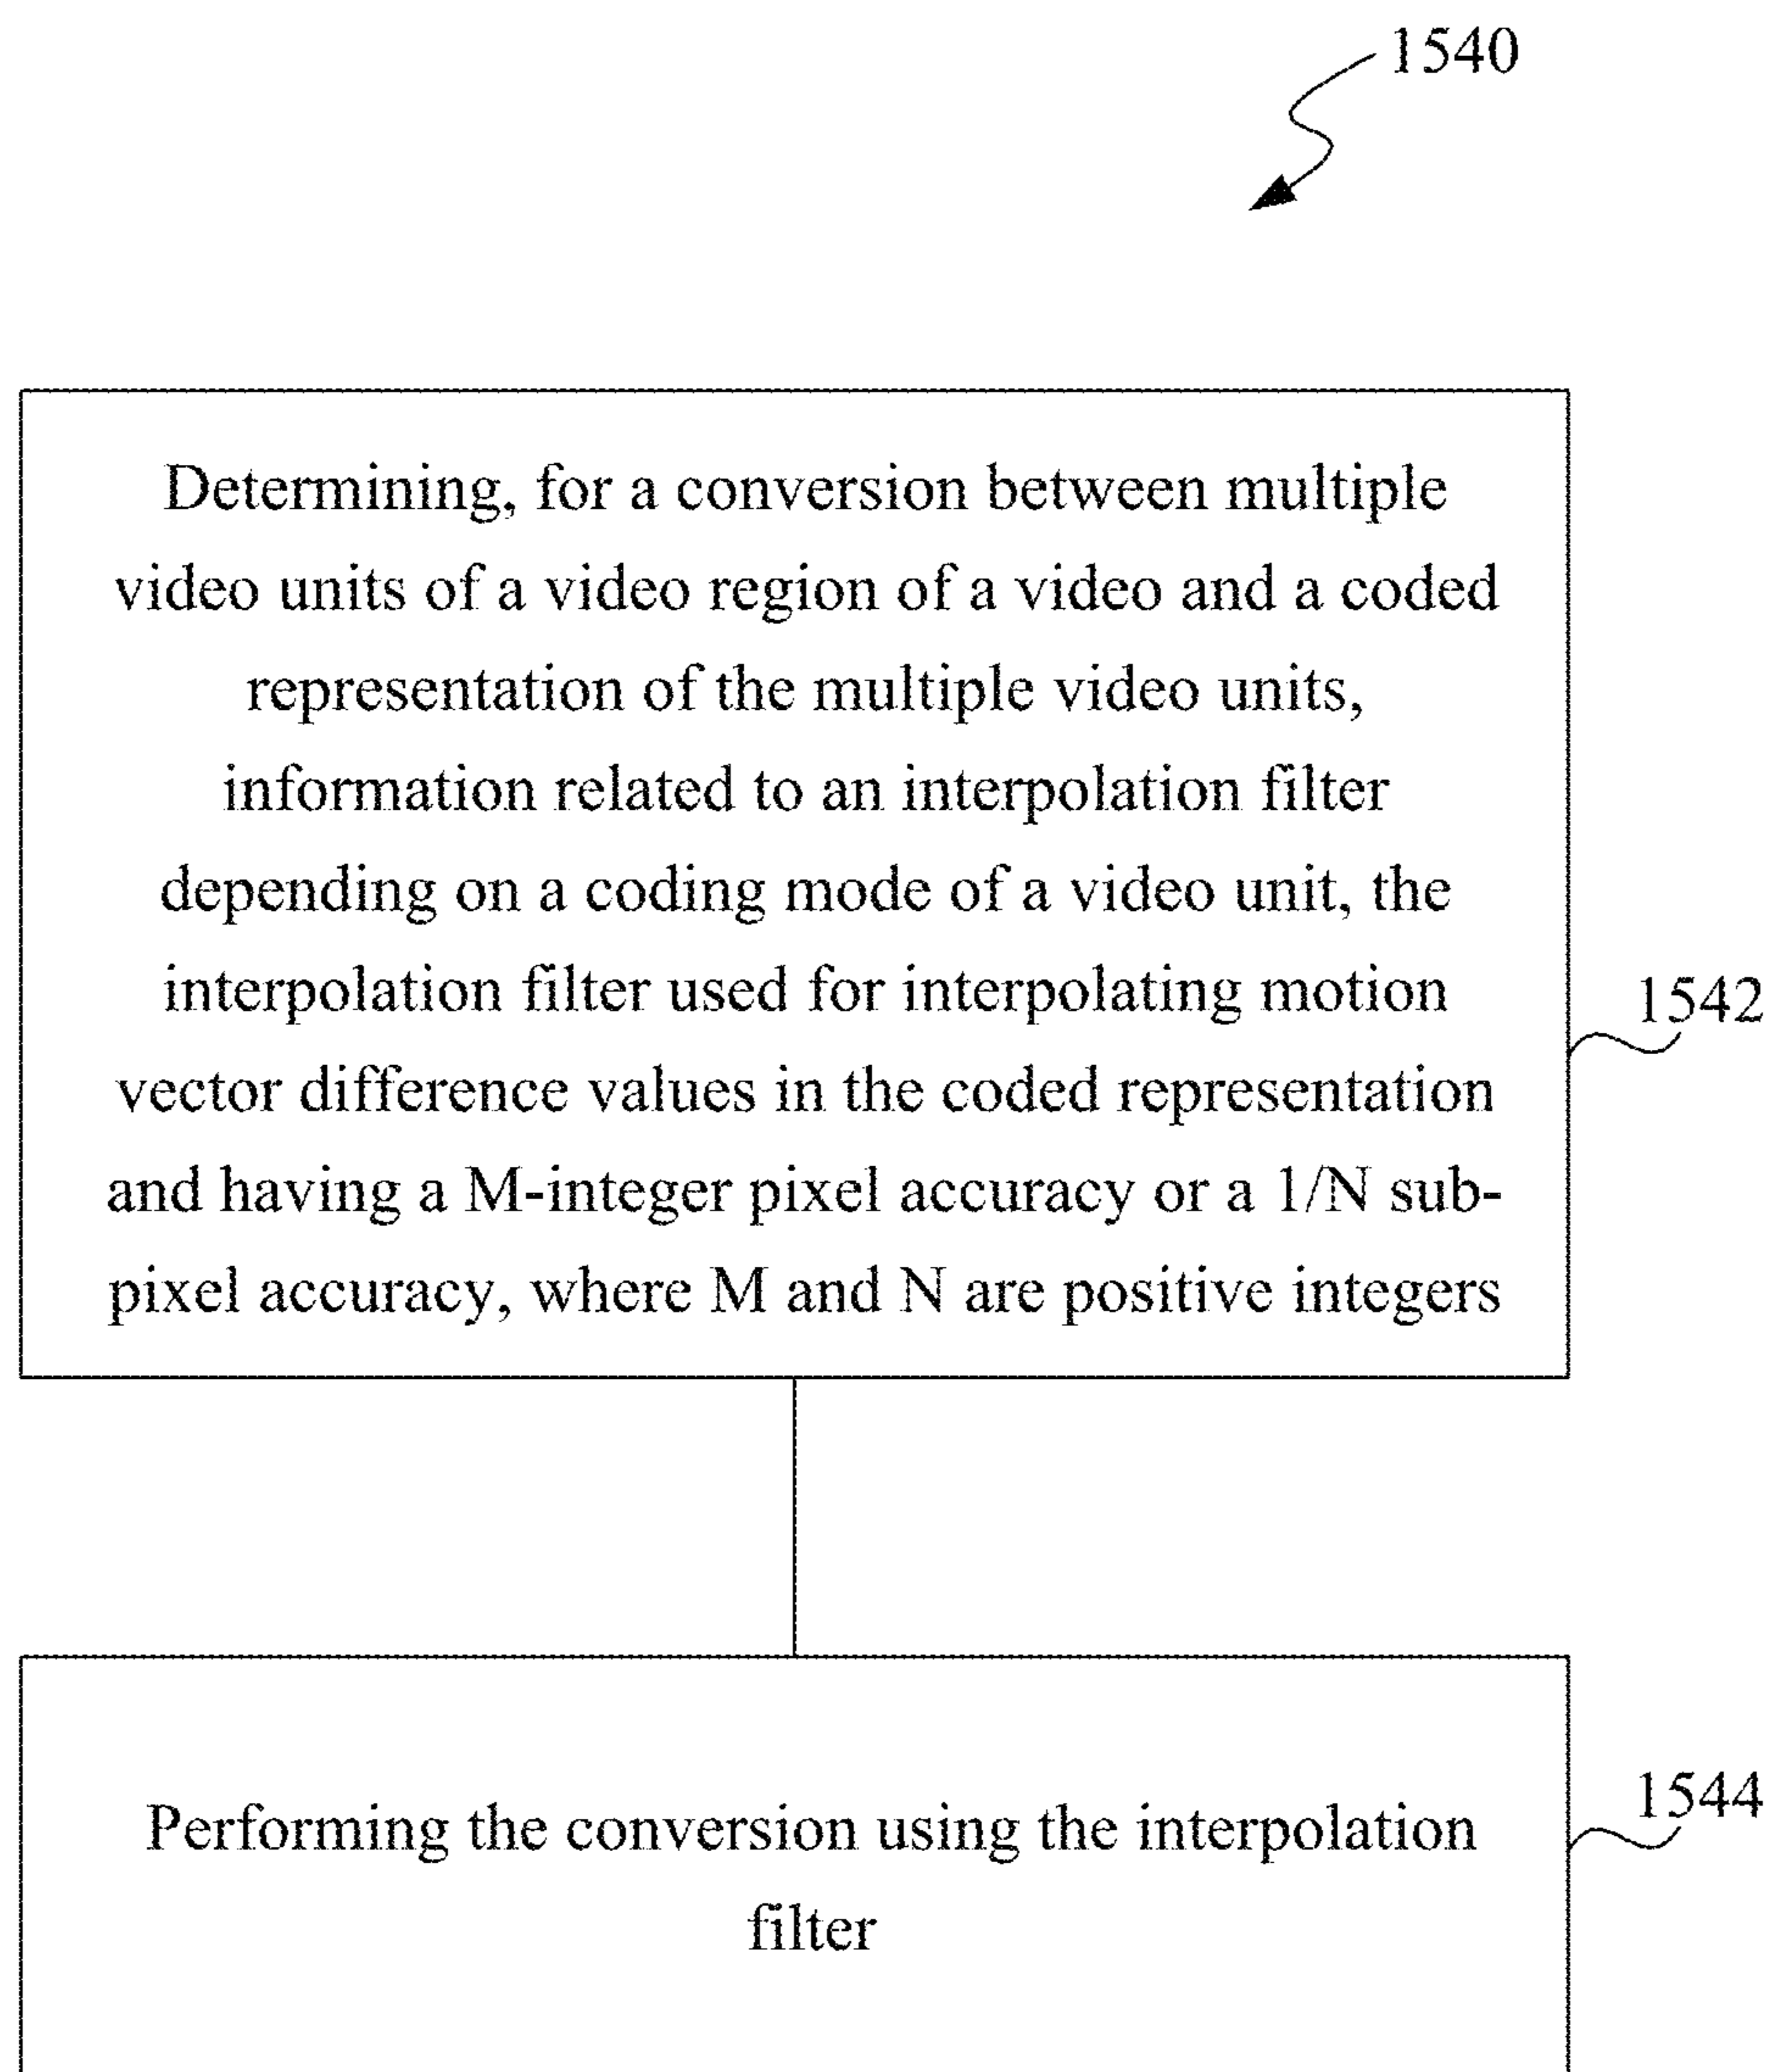 1540
Determining, for a conversion between multiple
video units of a video region of a video and a coded
representation of the multiple video units,
information related to an interpolation filter
depending on a coding mode of a video unit, the
interpolation filter used for interpolating motion
vector difference values in the coded representation
and having a M-integer pixel accuracy or a 1/N sub-
pixel accuracy, where M and N are positive integers
1542
Performing the conversion using the interpolation
filter
1544